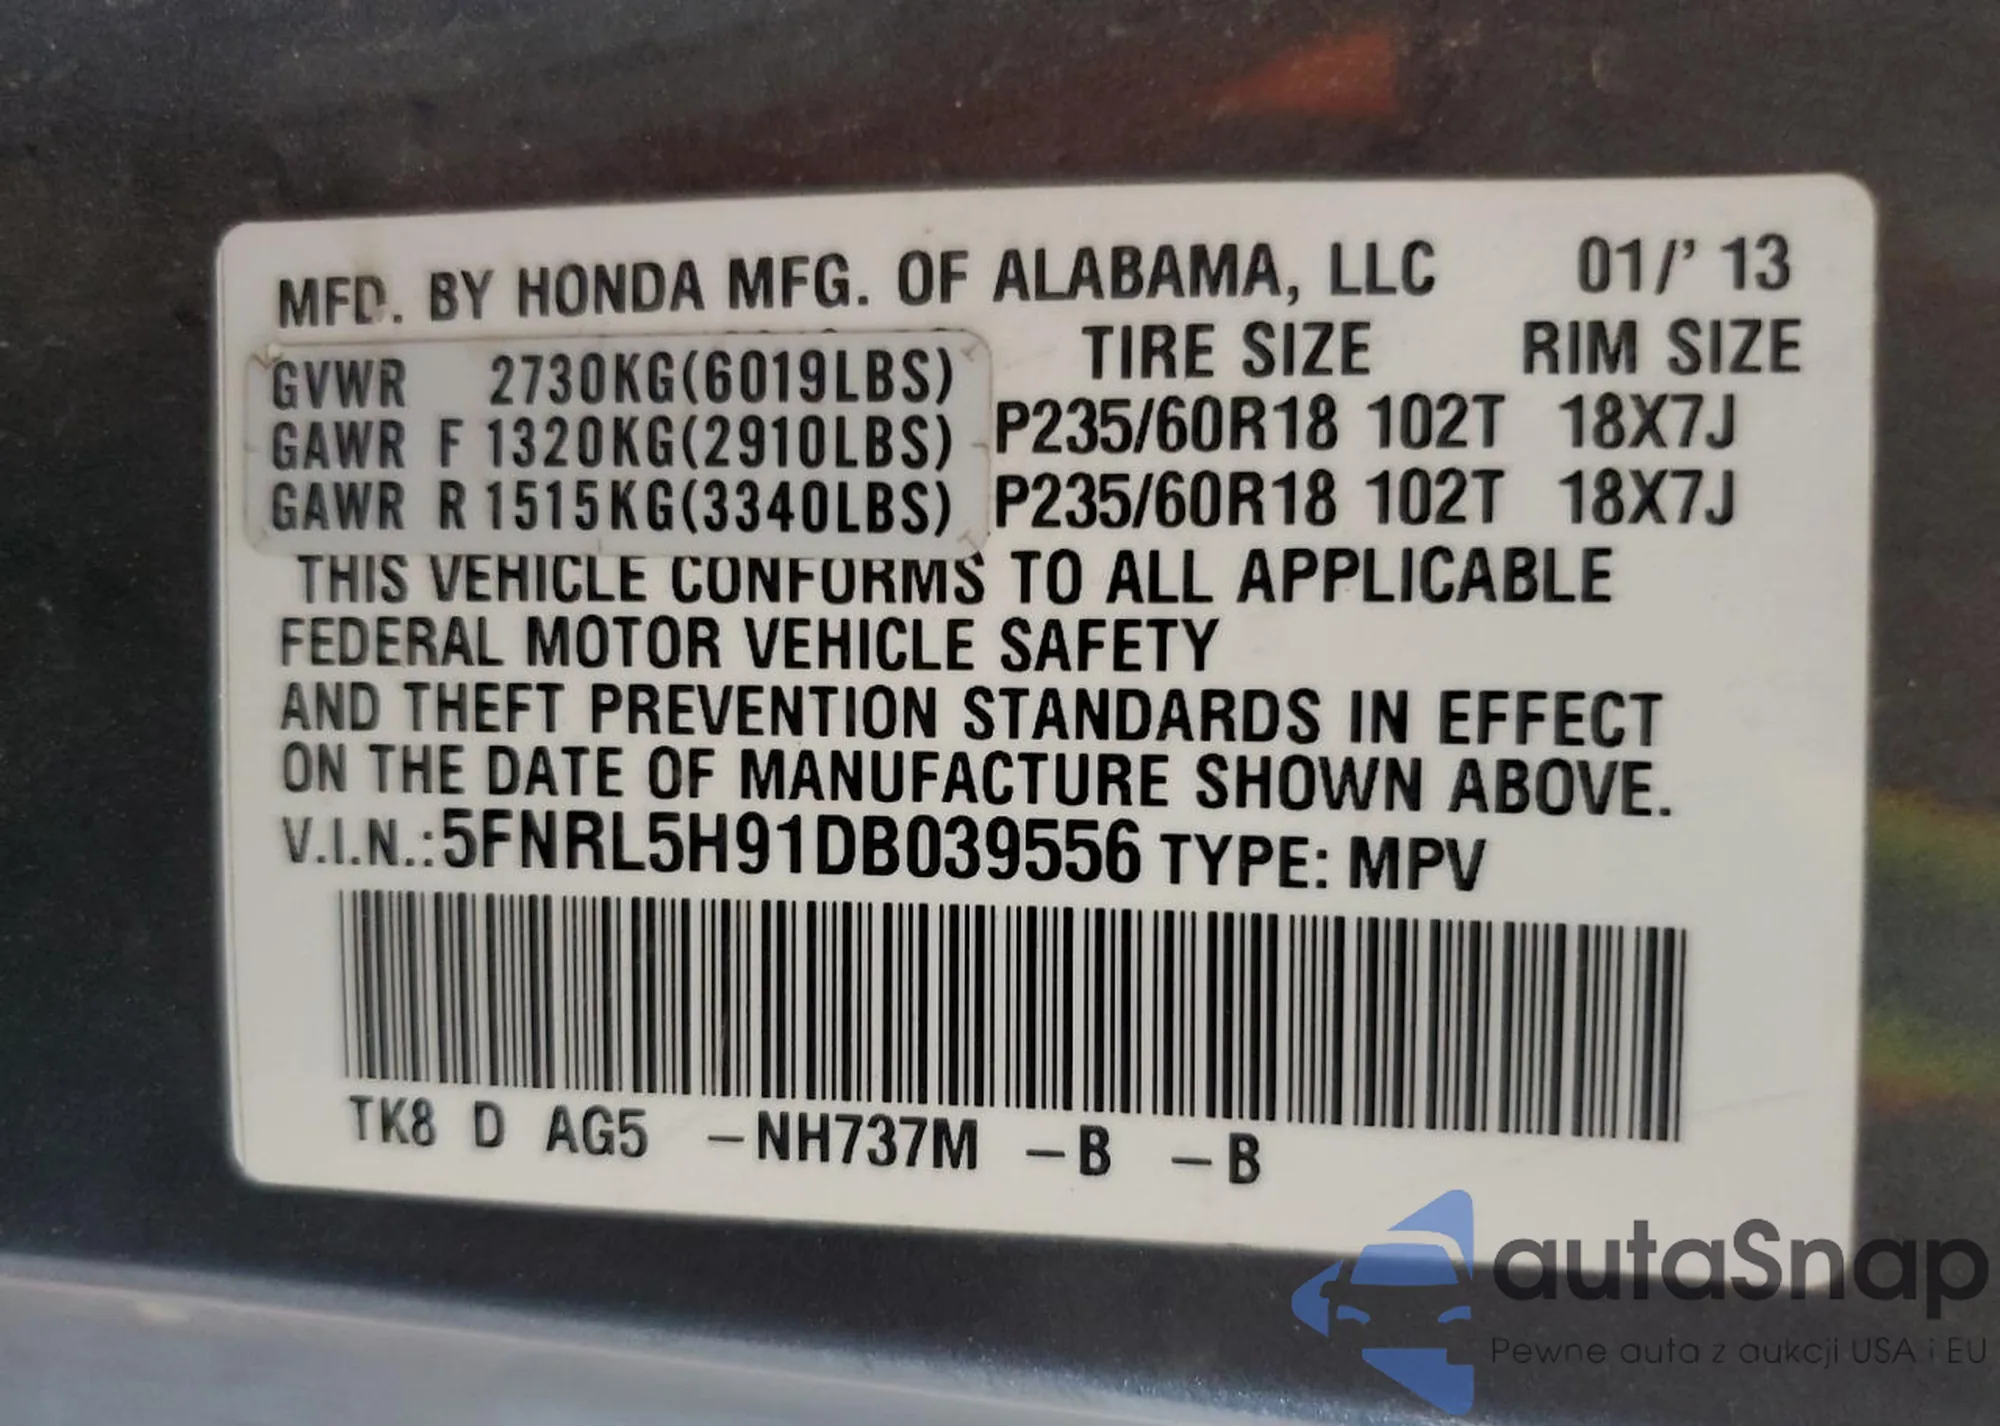 MFD. BY HONDA MFG. OF ALABAMA, LLC 01/' 13
TIRE SIZE RIM SIZE
GVWR 2730KG(6019LBS)
GAWR F 1320KG(2910LBS) P235/60R18 102T 18X7J
GAWR R 1515KG(3340LBS) P235/60R18 102T 18X7J
THIS VEHICLE CONFORMS TO ALL APPLICABLE
FEDERAL MOTOR VEHICLE SAFETY
AND THEFT PREVENTION STANDARDS IN EFFECT
ON THE DATE OF MANUFACTURE SHOWN ABOVE.
V.I.N.:5FNRL5H91DB039556 TYPE: MPV
TK8 D AG5 –NH737M –B –B
autaSnap
Pewne auta z aukcji USA i EU